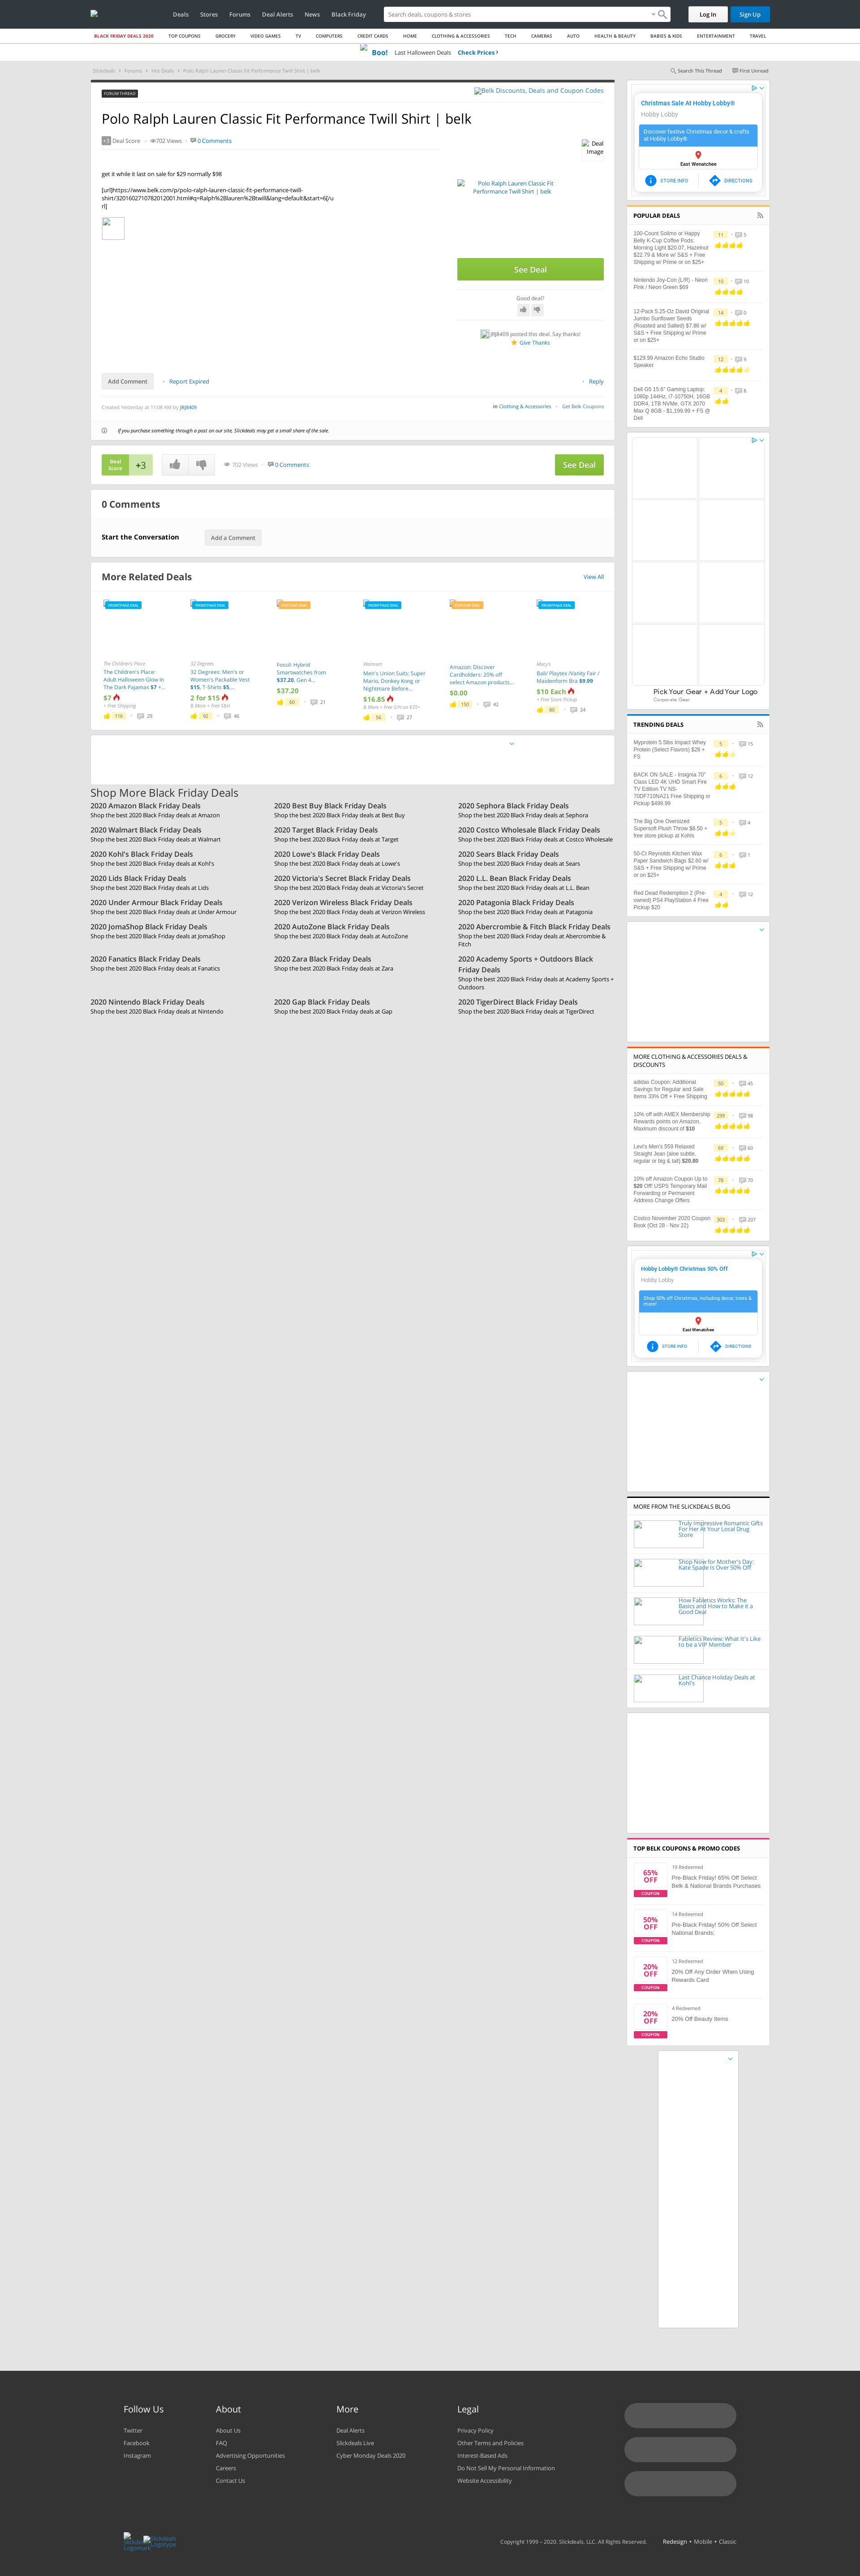 Deals Stores Forums Deal Alerts News Black Friday
Search deals, coupons & stores
Log In Sign Up
BLACK FRIDAY DEALS 2020 TOP COUPONS GROCERY VIDEO GAMES TV COMPUTERS CREDIT CARDS HOME CLOTHING & ACCESSORIES TECH CAMERAS AUTO HEALTH & BEAUTY BABIES & KIDS ENTERTAINMENT TRAVEL
Boo! Last Halloween Deals Check Prices ›
Slickdeals › Forums › Hot Deals › Polo Ralph Lauren Classic Fit Performance Twill Shirt | belk
Search This Thread First Unread
FORUM THREAD
Belk Discounts, Deals and Coupon Codes
Polo Ralph Lauren Classic Fit Performance Twill Shirt | belk
+3 Deal Score · 702 Views · 0 Comments
Deal Image
get it while it last on sale for $29 normally $98
[url]https://www.belk.com/p/polo-ralph-lauren-classic-fit-performance-twill-
shirt/3201602710782012001.html#q=Ralph%2Blauren%2Btwill&lang=default&start=6[/u
rl]
Polo Ralph Lauren Classic Fit
Performance Twill Shirt | belk
See Deal
Good deal?
JRJ8409 posted this deal. Say thanks!
Give Thanks
Add Comment · Report Expired · Reply
Created Yesterday at 11:08 AM by JRJ8409
in Clothing & Accessories · Get Belk Coupons
If you purchase something through a post on our site, Slickdeals may get a small share of the sale.
Deal Score +3 702 Views · 0 Comments See Deal
0 Comments
Start the Conversation Add a Comment
More Related Deals View All
FRONTPAGE DEAL
The Children's Place
The Children's Place:
Adult Halloween Glow In
The Dark Pajamas $7 +...
$7
+ Free Shipping
116 · 29
FRONTPAGE DEAL
32 Degrees
32 Degrees: Men's or
Women's Packable Vest
$15, T-Shirts $5,...
2 for $15
& More + Free S&H
92 · 46
POPULAR DEAL
Fossil: Hybrid
Smartwatches from
$37.20, Gen 4...
$37.20
60 · 21
FRONTPAGE DEAL
Walmart
Men's Union Suits: Super
Mario, Donkey Kong or
Nightmare Before...
$16.85
& More + Free S/H on $35+
56 · 27
POPULAR DEAL
Amazon: Discover
Cardholders: 20% off
select Amazon products...
$0.00
150 · 42
FRONTPAGE DEAL
Macy's
Bali/ Playtex /Vanity Fair /
Maidenform Bra $9.99
$10 Each
+ Free Store Pickup
80 · 24
Shop More Black Friday Deals
2020 Amazon Black Friday Deals
Shop the best 2020 Black Friday deals at Amazon
2020 Best Buy Black Friday Deals
Shop the best 2020 Black Friday deals at Best Buy
2020 Sephora Black Friday Deals
Shop the best 2020 Black Friday deals at Sephora
2020 Walmart Black Friday Deals
Shop the best 2020 Black Friday deals at Walmart
2020 Target Black Friday Deals
Shop the best 2020 Black Friday deals at Target
2020 Costco Wholesale Black Friday Deals
Shop the best 2020 Black Friday deals at Costco Wholesale
2020 Kohl's Black Friday Deals
Shop the best 2020 Black Friday deals at Kohl's
2020 Lowe's Black Friday Deals
Shop the best 2020 Black Friday deals at Lowe's
2020 Sears Black Friday Deals
Shop the best 2020 Black Friday deals at Sears
2020 Lids Black Friday Deals
Shop the best 2020 Black Friday deals at Lids
2020 Victoria's Secret Black Friday Deals
Shop the best 2020 Black Friday deals at Victoria's Secret
2020 L.L. Bean Black Friday Deals
Shop the best 2020 Black Friday deals at L.L. Bean
2020 Under Armour Black Friday Deals
Shop the best 2020 Black Friday deals at Under Armour
2020 Verizon Wireless Black Friday Deals
Shop the best 2020 Black Friday deals at Verizon Wireless
2020 Patagonia Black Friday Deals
Shop the best 2020 Black Friday deals at Patagonia
2020 JomaShop Black Friday Deals
Shop the best 2020 Black Friday deals at JomaShop
2020 AutoZone Black Friday Deals
Shop the best 2020 Black Friday deals at AutoZone
2020 Abercrombie & Fitch Black Friday Deals
Shop the best 2020 Black Friday deals at Abercrombie &
Fitch
2020 Fanatics Black Friday Deals
Shop the best 2020 Black Friday deals at Fanatics
2020 Zara Black Friday Deals
Shop the best 2020 Black Friday deals at Zara
2020 Academy Sports + Outdoors Black
Friday Deals
Shop the best 2020 Black Friday deals at Academy Sports +
Outdoors
2020 Nintendo Black Friday Deals
Shop the best 2020 Black Friday deals at Nintendo
2020 Gap Black Friday Deals
Shop the best 2020 Black Friday deals at Gap
2020 TigerDirect Black Friday Deals
Shop the best 2020 Black Friday deals at TigerDirect
Christmas Sale At Hobby Lobby®
Hobby Lobby
Discover festive Christmas decor & crafts
at Hobby Lobby®
East Wenatchee
STORE INFO DIRECTIONS
POPULAR DEALS
100-Count Solimo or Happy
Belly K-Cup Coffee Pods:
Morning Light $20.07, Hazelnut
$22.79 & More w/ S&S + Free
Shipping w/ Prime or on $25+
11 · 5
Nintendo Joy-Con (L/R) - Neon
Pink / Neon Green $69
10 · 10
12-Pack 5.25-Oz David Original
Jumbo Sunflower Seeds
(Roasted and Salted) $7.86 w/
S&S + Free Shipping w/ Prime
or on $25+
14 · 0
$129.99 Amazon Echo Studio
Speaker
12 · 9
Dell G5 15.6" Gaming Laptop:
1080p 144Hz, i7-10750H, 16GB
DDR4, 1TB NVMe, GTX 2070
Max Q 8GB - $1,199.99 + FS @
Dell
4 · 8
Pick Your Gear + Add Your Logo
Corporate Gear
TRENDING DEALS
Myprotein 5.5lbs Impact Whey
Protein (Select Flavors) $28 +
FS
5 · 15
BACK ON SALE - Insignia 70"
Class LED 4K UHD Smart Fire
TV Edition TV NS-
70DF710NA21 Free Shipping or
Pickup $499.99
6 · 12
The Big One Oversized
Supersoft Plush Throw $8.50 +
free store pickup at Kohls
5 · 4
50-Ct Reynolds Kitchen Wax
Paper Sandwich Bags $2.60 w/
S&S + Free Shipping w/ Prime
or on $25+
6 · 1
Red Dead Redemption 2 (Pre-
owned) PS4 PlayStation 4 Free
Pickup $20
4 · 12
MORE CLOTHING & ACCESSORIES DEALS &
DISCOUNTS
adidas Coupon: Additional
Savings for Regular and Sale
Items 33% Off + Free Shipping
50 · 45
10% off with AMEX Membership
Rewards points on Amazon.
Maximum discount of $10
299 · 98
Levi's Men's 559 Relaxed
Straight Jean (aloe subtle,
regular or big & tall) $20.80
66 · 60
10% off Amazon Coupon Up to
$20 Off! USPS Temporary Mail
Forwarding or Permanent
Address Change Offers
78 · 70
Costco November 2020 Coupon
Book (Oct 28 - Nov 22)
303 · 207
Hobby Lobby® Christmas 50% Off
Hobby Lobby
Shop 50% off Christmas, including decor, trees &
more!
East Wenatchee
STORE INFO DIRECTIONS
MORE FROM THE SLICKDEALS BLOG
Truly Impressive Romantic Gifts
For Her At Your Local Drug
Store
Shop Now for Mother's Day:
Kate Spade Is Over 50% Off
How Fabletics Works: The
Basics and How to Make it a
Good Deal
Fabletics Review: What It's Like
to be a VIP Member
Last Chance Holiday Deals at
Kohl's
TOP BELK COUPONS & PROMO CODES
65% OFF COUPON
19 Redeemed
Pre-Black Friday! 65% Off Select
Belk & National Brands Purchases
50% OFF COUPON
14 Redeemed
Pre-Black Friday! 50% Off Select
National Brands;
20% OFF COUPON
12 Redeemed
20% Off Any Order When Using
Rewards Card
20% OFF COUPON
4 Redeemed
20% Off Beauty Items
Follow Us
Twitter
Facebook
Instagram
About
About Us
FAQ
Advertising Opportunities
Careers
Contact Us
More
Deal Alerts
Slickdeals Live
Cyber Monday Deals 2020
Legal
Privacy Policy
Other Terms and Policies
Interest-Based Ads
Do Not Sell My Personal Information
Website Accessibility
Slickdeals Logotype
Copyright 1999 – 2020. Slickdeals, LLC. All Rights Reserved. Redesign • Mobile • Classic